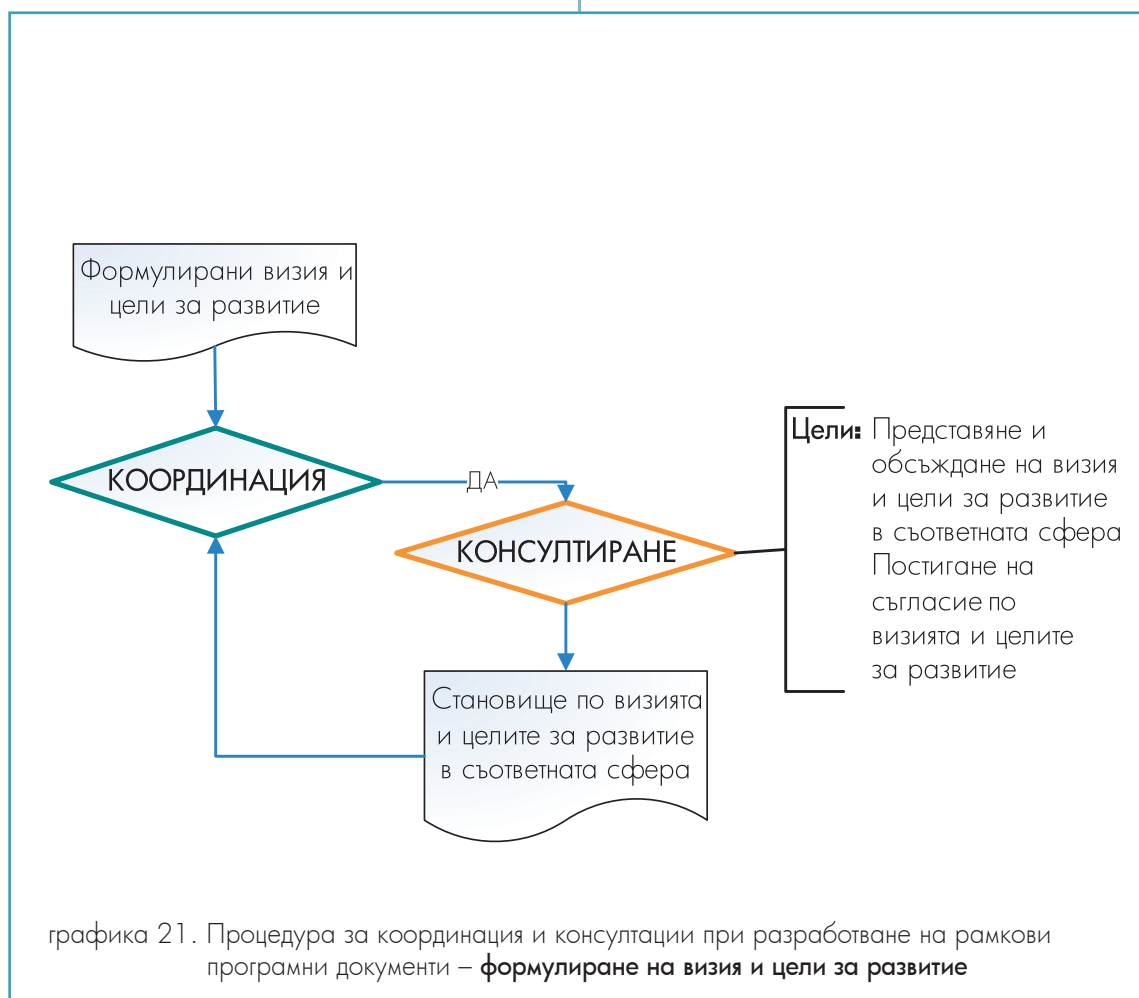 Формулирани визия и
цели за развитие
КООРДИНАЦИЯ
ДА
КОНСУЛТИРАНЕ
Цели: Представяне и
обсъждане на визия
и цели за развитие
в съответната сфера
Постигане на
съгласие по
визията и целите
за развитие
Становище по визията
и целите за развитие
в съответната сфера
графика 21. Процедура за координация и консултации при разработване на рамкови
програмни документи – формулиране на визия и цели за развитие